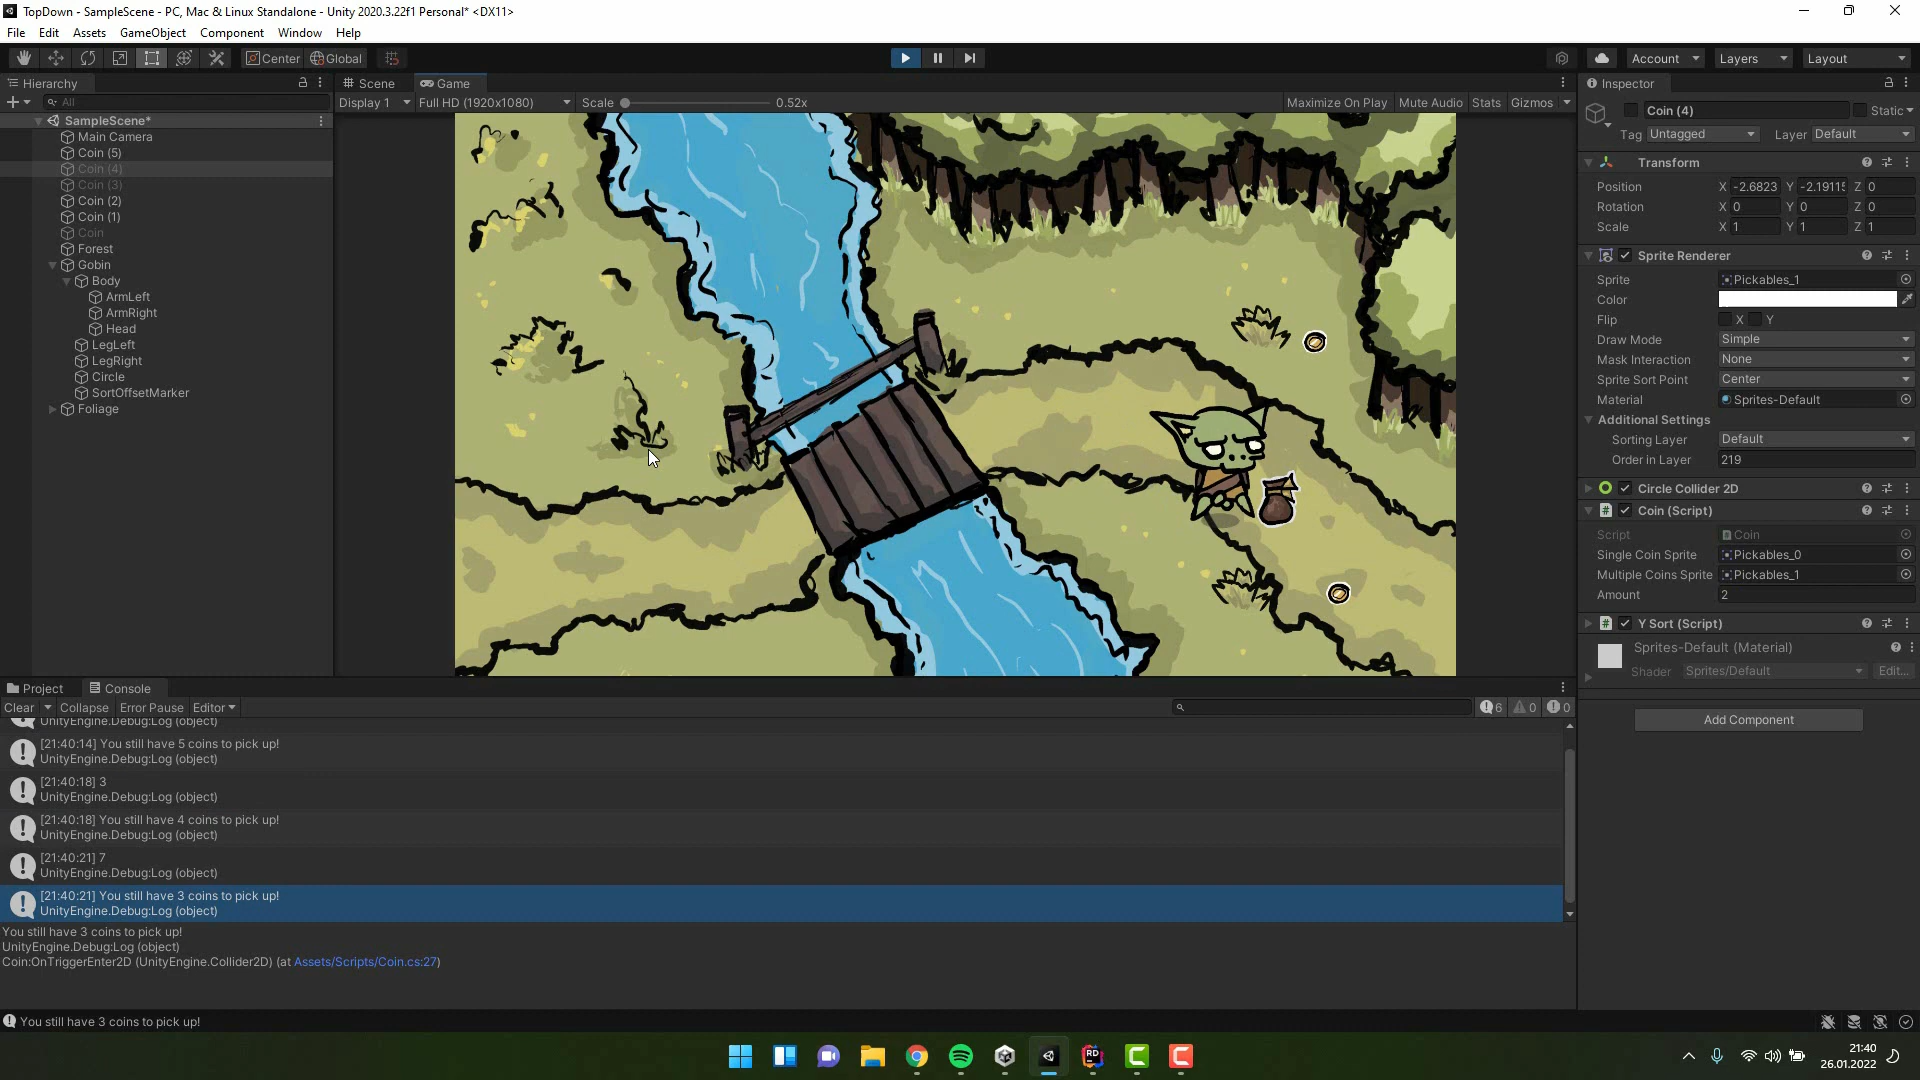 TopDown - SampleScene - PC, Mac & Linux Standalone - Unity 2020.3.22f1 Personal* <DX11>
File Edit Assets GameObject Component Window Help
Center Global Account Layers Layout
Hierarchy
All
SampleScene*
Main Camera
Coin (5)
Coin (4)
Coin (3)
Coin (2)
Coin (1)
Coin
Forest
Gobin
Body
ArmLeft
ArmRight
Head
LegLeft
LegRight
Circle
SortOffsetMarker
Foliage
Scene Game
Display 1 Full HD (1920x1080) Scale 0.52x Maximize On Play Mute Audio Stats Gizmos
Inspector
Coin (4) Static
Tag Untagged Layer Default
Transform
Position X -2.6823 Y -2.1911 Z 0
Rotation X 0 Y 0 Z 0
Scale X 1 Y 1 Z 1
Sprite Renderer
Sprite Pickables_1
Color
Flip X Y
Draw Mode Simple
Mask Interaction None
Sprite Sort Point Center
Material Sprites-Default
Additional Settings
Sorting Layer Default
Order in Layer 219
Circle Collider 2D
# Coin (Script)
Script Coin
Single Coin Sprite Pickables_0
Multiple Coins Sprite Pickables_1
Amount 2
# Y Sort (Script)
Sprites-Default (Material)
Shader Sprites/Default Edit...
Add Component
Project Console
Clear Collapse Error Pause Editor 6 0 0
UnityEngine.Debug:Log (object)
[21:40:14] You still have 5 coins to pick up!
UnityEngine.Debug:Log (object)
[21:40:18] 3
UnityEngine.Debug:Log (object)
[21:40:18] You still have 4 coins to pick up!
UnityEngine.Debug:Log (object)
[21:40:21] 7
UnityEngine.Debug:Log (object)
[21:40:21] You still have 3 coins to pick up!
UnityEngine.Debug:Log (object)
You still have 3 coins to pick up!
UnityEngine.Debug:Log (object)
Coin:OnTriggerEnter2D (UnityEngine.Collider2D) (at Assets/Scripts/Coin.cs:27)
You still have 3 coins to pick up!
RD
21:40
26.01.2022